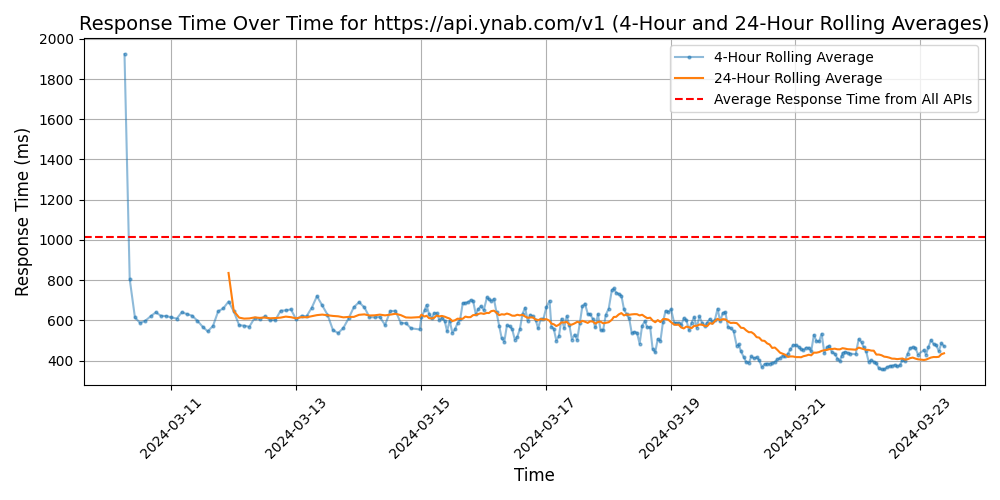 Response Time Over Time for https://api.ynab.com/v1 (4-Hour and 24-Hour Rolling Averages)
4-Hour Rolling Average
24-Hour Rolling Average
Average Response Time from All APIs
Response Time (ms)
2000
1800
1600
1400
1200
1000
800
600
400
2024-03-11
2024-03-13
2024-03-15
2024-03-17
2024-03-19
2024-03-21
2024-03-23
Time